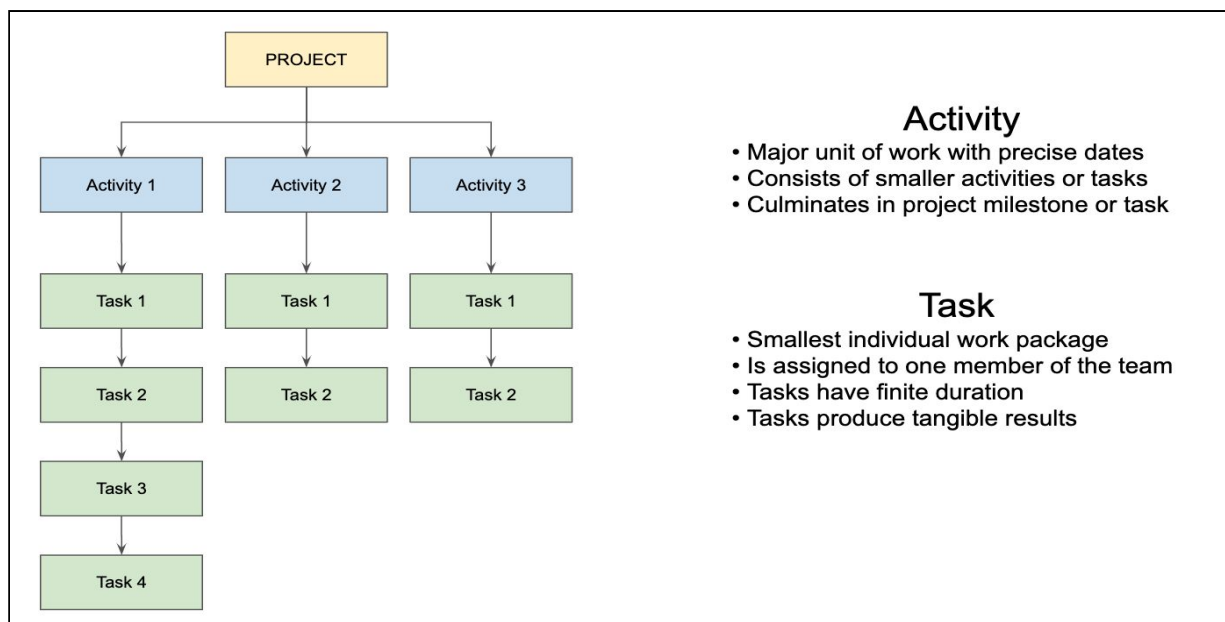 PROJECT
Activity 1
Activity 2
Activity 3
Task 1
Task 1
Task 1
Task 2
Task 2
Task 2
Task 3
Task 4
Activity
• Major unit of work with precise dates
• Consists of smaller activities or tasks
• Culminates in project milestone or task
Task
• Smallest individual work package
• Is assigned to one member of the team
• Tasks have finite duration
• Tasks produce tangible results